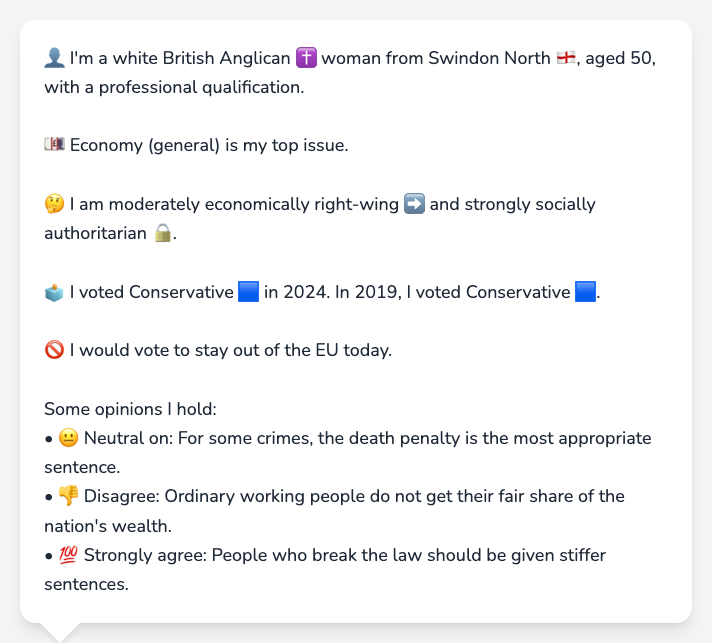 👤 I'm a white British Anglican ✝️ woman from Swindon North 🏴󠁧󠁢󠁥󠁮󠁧󠁿, aged 50,
with a professional qualification.
💷 Economy (general) is my top issue.
🤔 I am moderately economically right-wing ➡️ and strongly socially
authoritarian 🔒.
🗳️ I voted Conservative 🟦 in 2024. In 2019, I voted Conservative 🟦.
🚫 I would vote to stay out of the EU today.
Some opinions I hold:
• 😐 Neutral on: For some crimes, the death penalty is the most appropriate
sentence.
• 👎 Disagree: Ordinary working people do not get their fair share of the
nation's wealth.
• 💯 Strongly agree: People who break the law should be given stiffer
sentences.